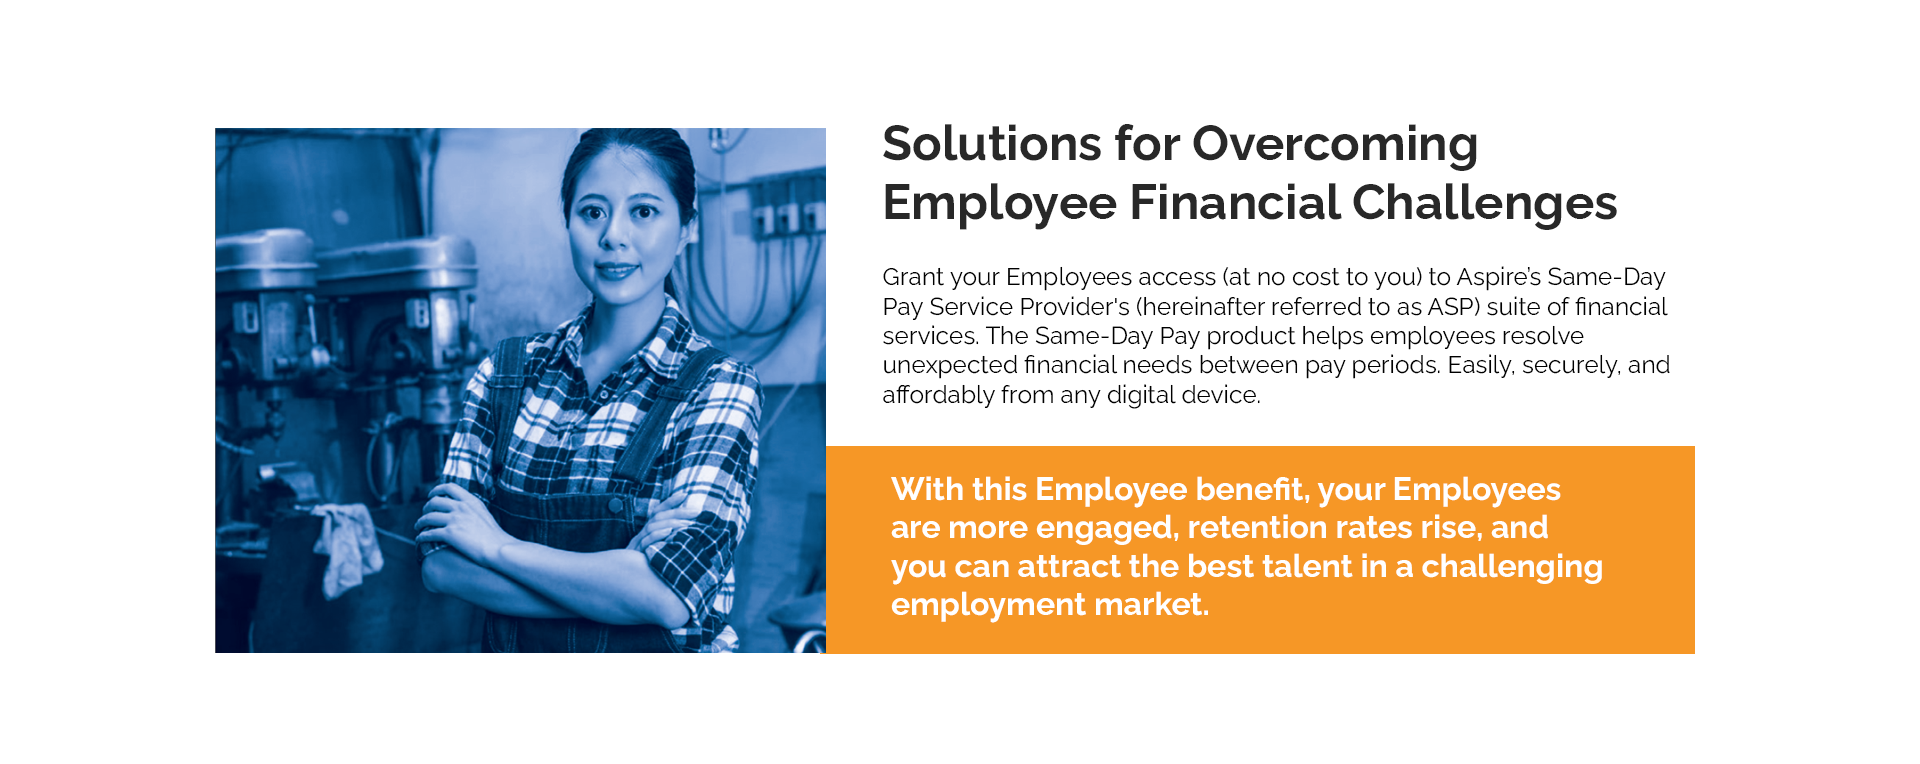 Solutions for Overcoming
Employee Financial Challenges
Grant your Employees access (at no cost to you) to Aspire’s Same-Day
Pay Service Provider's (hereinafter referred to as ASP) suite of financial
services. The Same-Day Pay product helps employees resolve
unexpected financial needs between pay periods. Easily, securely, and
affordably from any digital device.
With this Employee benefit, your Employees
are more engaged, retention rates rise, and
you can attract the best talent in a challenging
employment market.